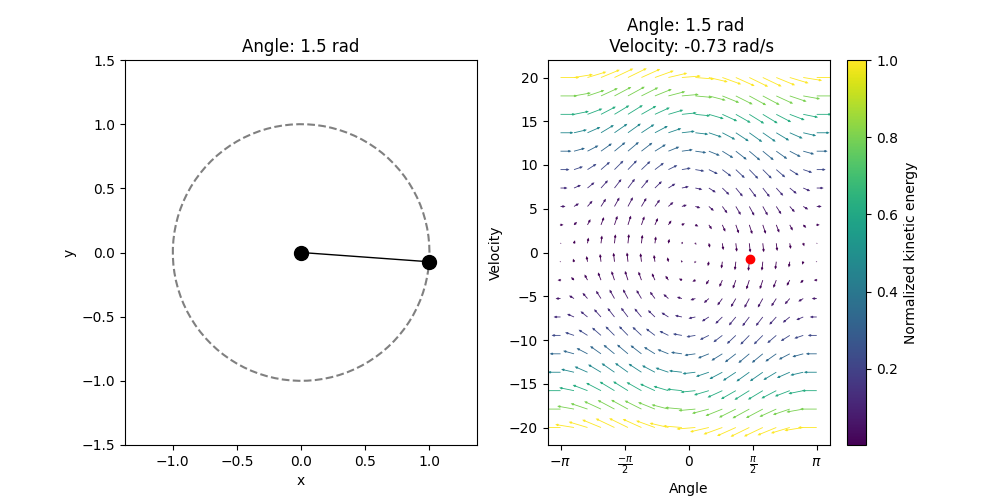 Angle: 1.5 rad
1.5
1.0
0.5
0.0
−0.5
−1.0
−1.5
y
−1.0
−0.5
0.0
0.5
1.0
x
Angle: 1.5 rad
Velocity: -0.73 rad/s
20
15
10
5
0
−5
−10
−15
−20
Velocity
−π
−π/2
0
π/2
π
Angle
1.0
0.8
0.6
0.4
0.2
Normalized kinetic energy